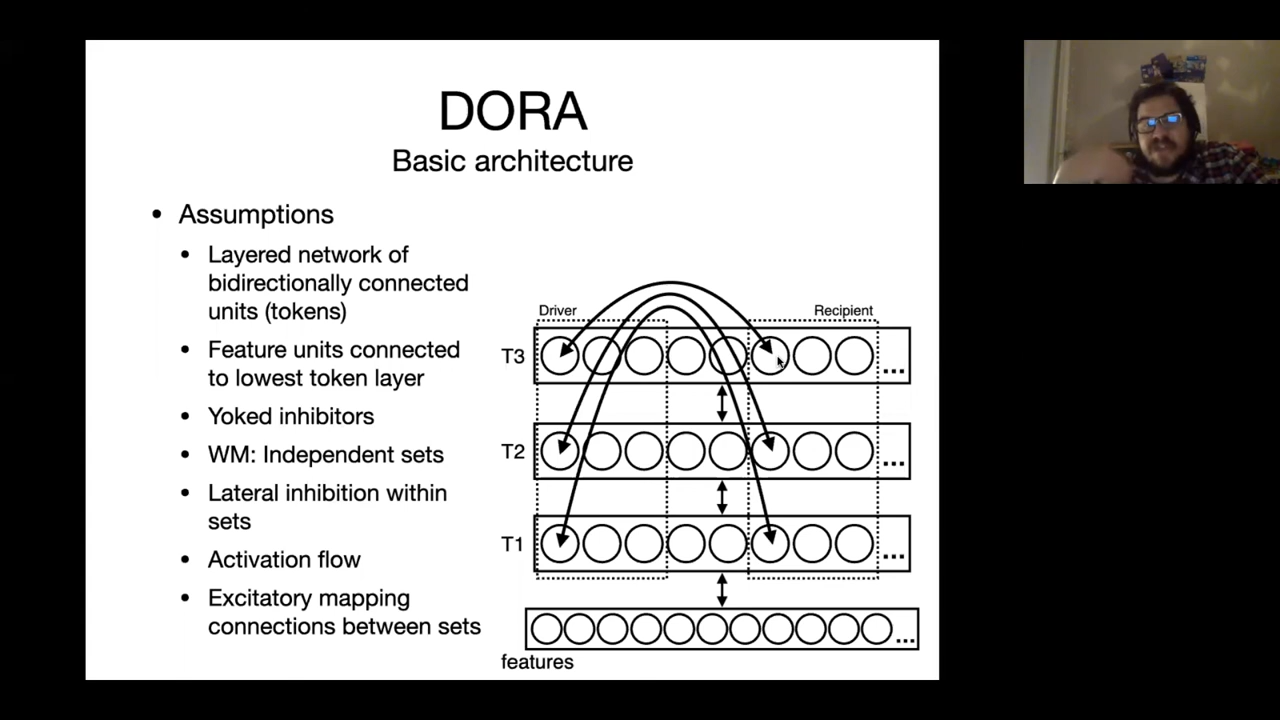 DORA
Basic architecture
• Assumptions
• Layered network of
bidirectionally connected
units (tokens)
• Feature units connected
to lowest token layer
• Yoked inhibitors
• WM: Independent sets
• Lateral inhibition within
sets
• Activation flow
• Excitatory mapping
connections between sets
Driver
Recipient
T3
...
T2
...
T1
...
...
features